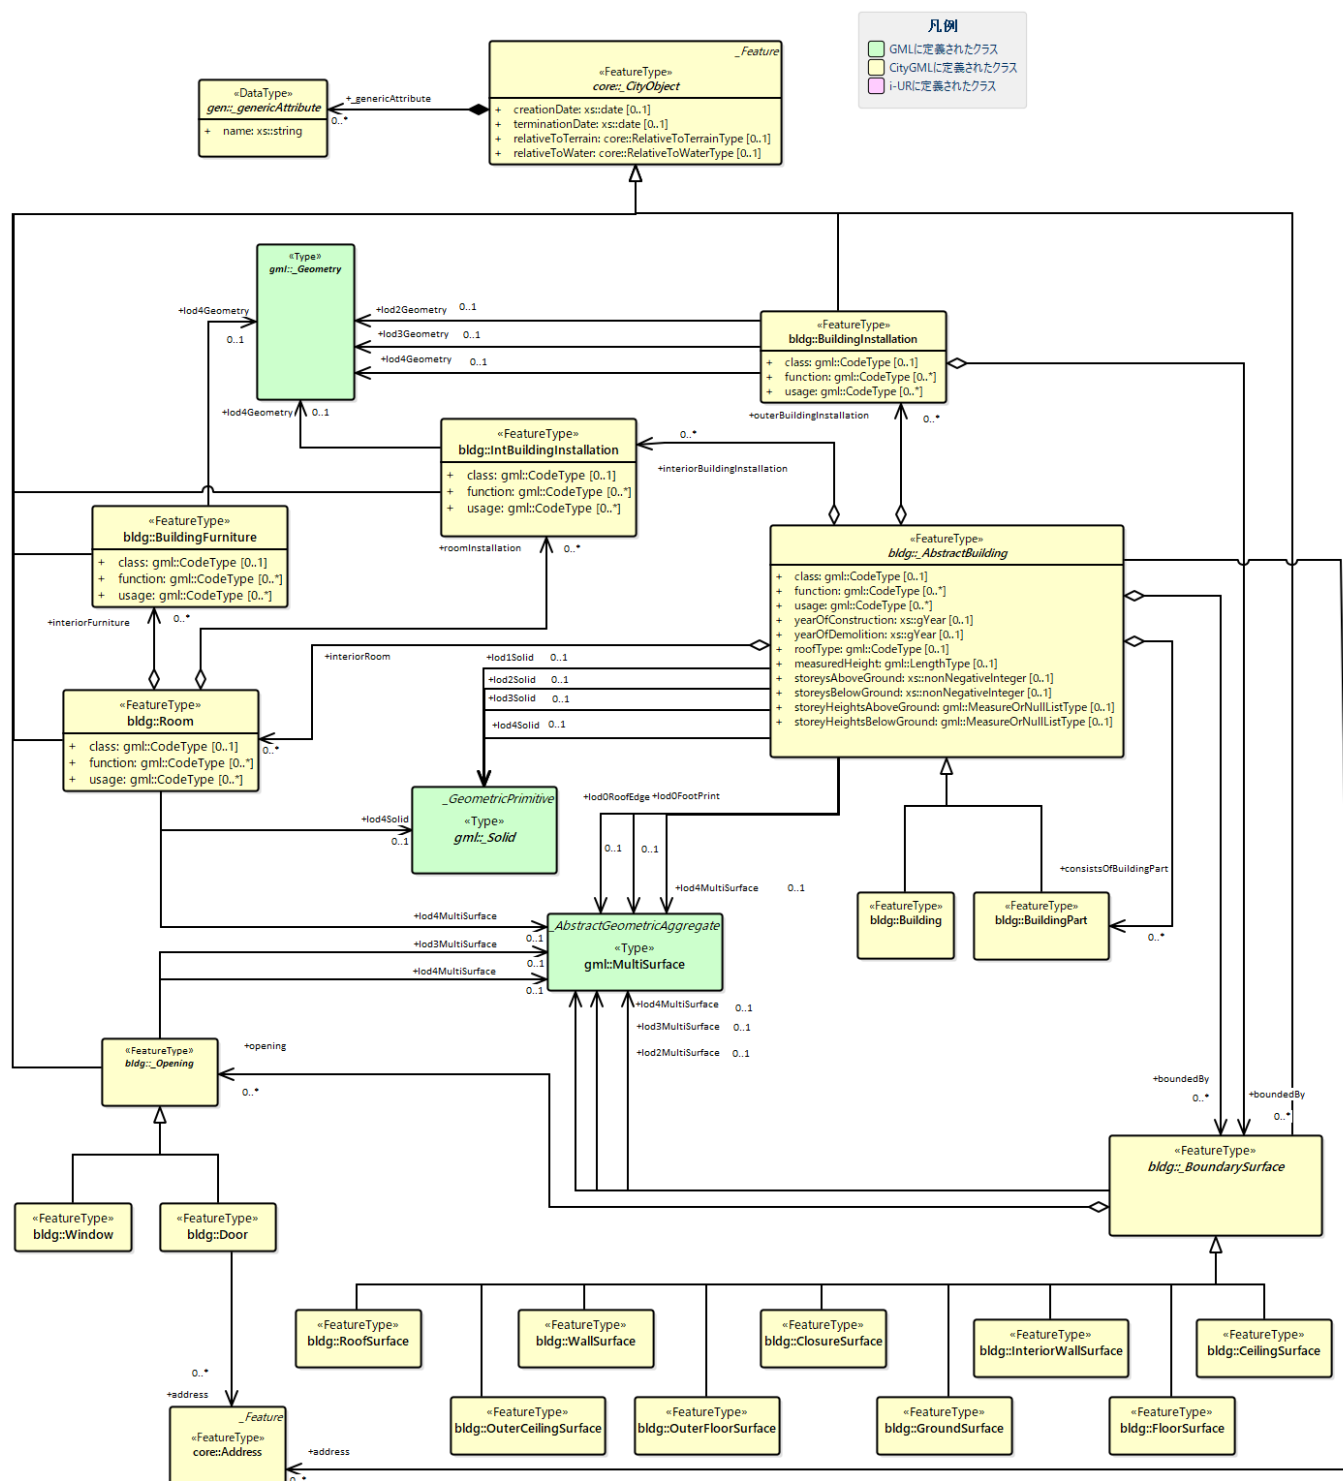 凡例
GMLに定義されたクラス
CityGMLに定義されたクラス
i-URに定義されたクラス
_Feature
«FeatureType»
core::_CityObject
+ creationDate: xs::date [0..1]
+ terminationDate: xs::date [0..1]
+ relativeToTerrain: core::RelativeToTerrainType [0..1]
+ relativeToWater: core::RelativeToWaterType [0..1]
«DataType»
gen::_genericAttribute
+ name: xs::string
+_genericAttribute
0..*
«Type»
gml::_Geometry
+lod4Geometry
0..1
+lod2Geometry 0..1
+lod3Geometry 0..1
+lod4Geometry 0..1
+lod4Geometry 0..1
«FeatureType»
bldg::BuildingInstallation
+ class: gml::CodeType [0..1]
+ function: gml::CodeType [0..*]
+ usage: gml::CodeType [0..*]
+outerBuildingInstallation
0..*
«FeatureType»
bldg::IntBuildingInstallation
+ class: gml::CodeType [0..1]
+ function: gml::CodeType [0..*]
+ usage: gml::CodeType [0..*]
0..*
+interiorBuildingInstallation
+roomInstallation 0..*
«FeatureType»
bldg::BuildingFurniture
+ class: gml::CodeType [0..1]
+ function: gml::CodeType [0..*]
+ usage: gml::CodeType [0..*]
+interiorFurniture 0..*
«FeatureType»
bldg::_AbstractBuilding
+ class: gml::CodeType [0..1]
+ function: gml::CodeType [0..*]
+ usage: gml::CodeType [0..*]
+ yearOfConstruction: xs::gYear [0..1]
+ yearOfDemolition: xs::gYear [0..1]
+ roofType: gml::CodeType [0..1]
+ measuredHeight: gml::LengthType [0..1]
+ storeysAboveGround: xs::nonNegativeInteger [0..1]
+ storeysBelowGround: xs::nonNegativeInteger [0..1]
+ storeyHeightsAboveGround: gml::MeasureOrNullListType [0..1]
+ storeyHeightsBelowGround: gml::MeasureOrNullListType [0..1]
+interiorRoom
0..*
+lod1Solid 0..1
+lod2Solid 0..1
+lod3Solid 0..1
+lod4Solid 0..1
«FeatureType»
bldg::Room
+ class: gml::CodeType [0..1]
+ function: gml::CodeType [0..*]
+ usage: gml::CodeType [0..*]
_GeometricPrimitive
«Type»
gml::_Solid
+lod4Solid
0..1
+lod0RoofEdge +lod0FootPrint
0..1 0..1
+lod4MultiSurface 0..1
+consistsOfBuildingPart
0..*
«FeatureType»
bldg::Building
«FeatureType»
bldg::BuildingPart
_AbstractGeometricAggregate
«Type»
gml::MultiSurface
+lod4MultiSurface
0..1
+lod3MultiSurface
0..1
+lod4MultiSurface
0..1
+lod4MultiSurface 0..1
+lod3MultiSurface 0..1
+lod2MultiSurface 0..1
«FeatureType»
bldg::_Opening
+opening
0..*
+boundedBy
0..*
+boundedBy
0..*
«FeatureType»
bldg::_BoundarySurface
«FeatureType»
bldg::Window
«FeatureType»
bldg::Door
«FeatureType»
bldg::RoofSurface
«FeatureType»
bldg::WallSurface
«FeatureType»
bldg::ClosureSurface
«FeatureType»
bldg::InteriorWallSurface
«FeatureType»
bldg::CeilingSurface
«FeatureType»
bldg::OuterCeilingSurface
«FeatureType»
bldg::OuterFloorSurface
«FeatureType»
bldg::GroundSurface
«FeatureType»
bldg::FloorSurface
0..*
+address
_Feature
«FeatureType»
core::Address
+address
0..*